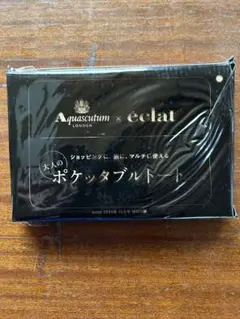 Aquascutum × éclat
LONDON
ショッピングに、旅に、マルチに使える
大人の
ポケッタブルトート